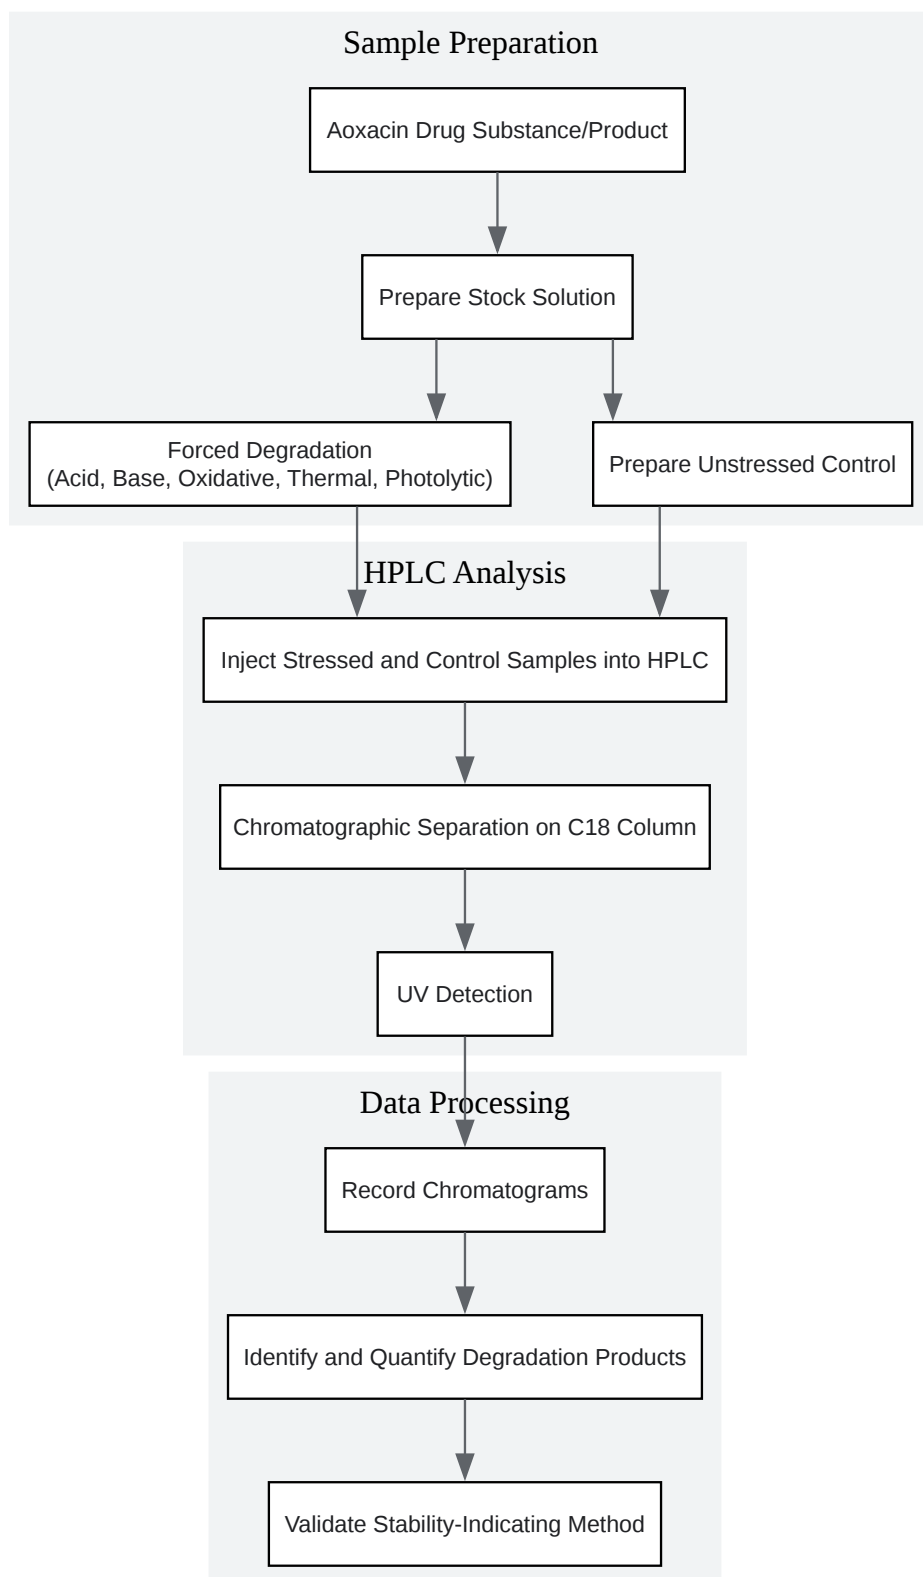 Sample Preparation
Aoxacin Drug Substance/Product
Prepare Stock Solution
Forced Degradation
(Acid, Base, Oxidative, Thermal, Photolytic)
Prepare Unstressed Control
HPLC Analysis
Inject Stressed and Control Samples into HPLC
Chromatographic Separation on C18 Column
UV Detection
Data Processing
Record Chromatograms
Identify and Quantify Degradation Products
Validate Stability-Indicating Method